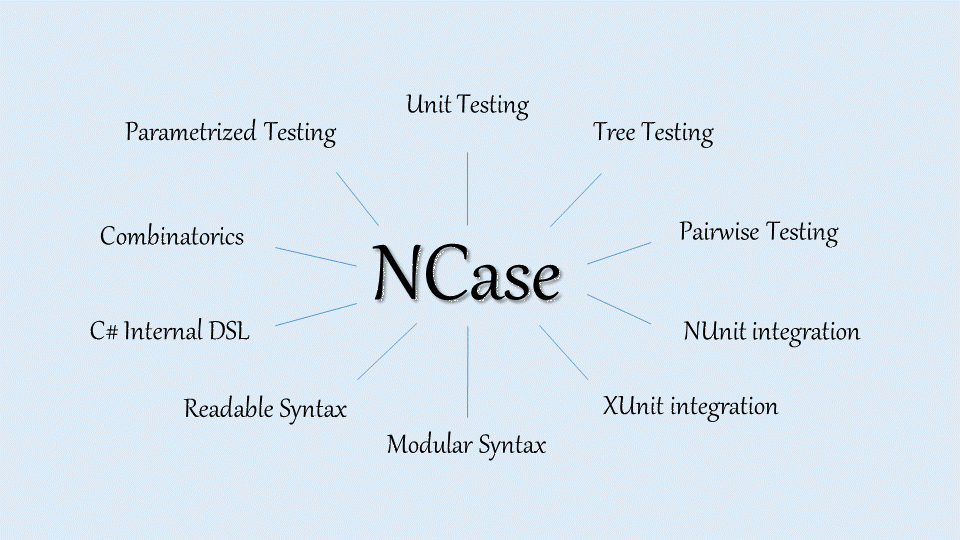 Unit Testing
Parametrized Testing
Tree Testing
Combinatorics
Pairwise Testing
NCase
C# Internal DSL
NUnit integration
Readable Syntax
XUnit integration
Modular Syntax